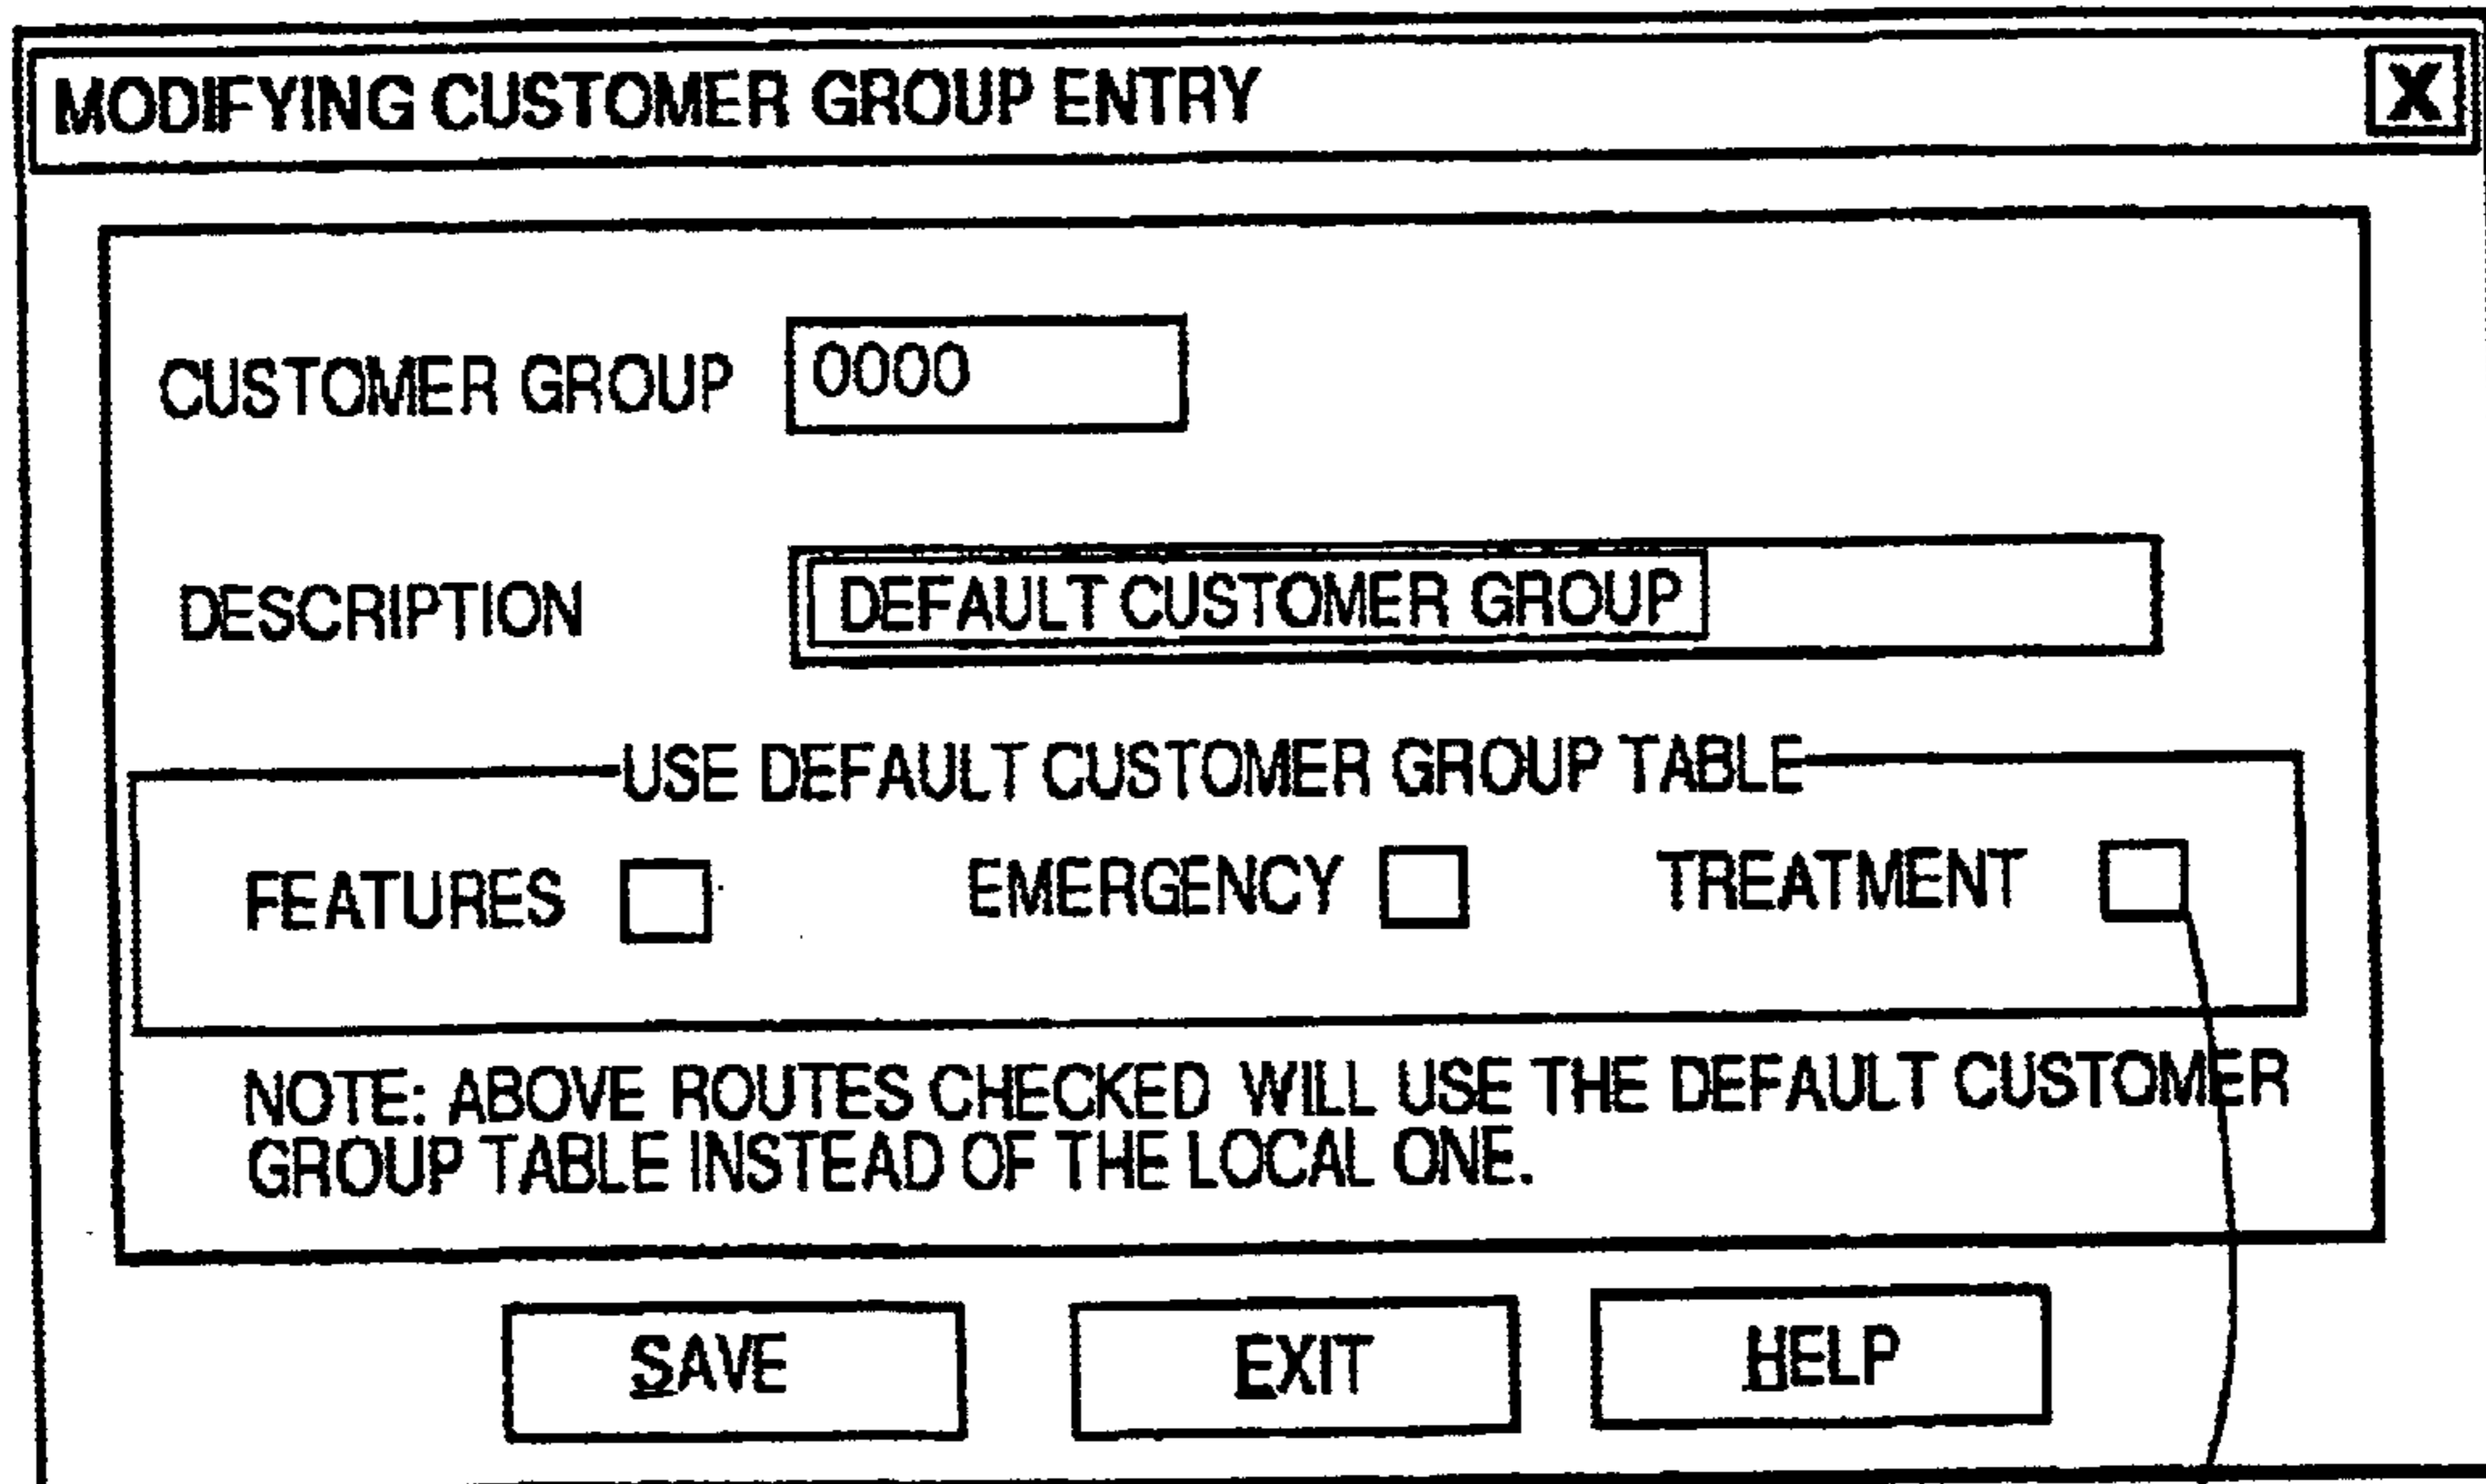 MODIFYING CUSTOMER GROUP ENTRY X
CUSTOMER GROUP 0000
DESCRIPTION DEFAULT CUSTOMER GROUP
USE DEFAULT CUSTOMER GROUP TABLE
FEATURES EMERGENCY TREATMENT
NOTE: ABOVE ROUTES CHECKED WILL USE THE DEFAULT CUSTOMER
GROUP TABLE INSTEAD OF THE LOCAL ONE.
SAVE EXIT HELP